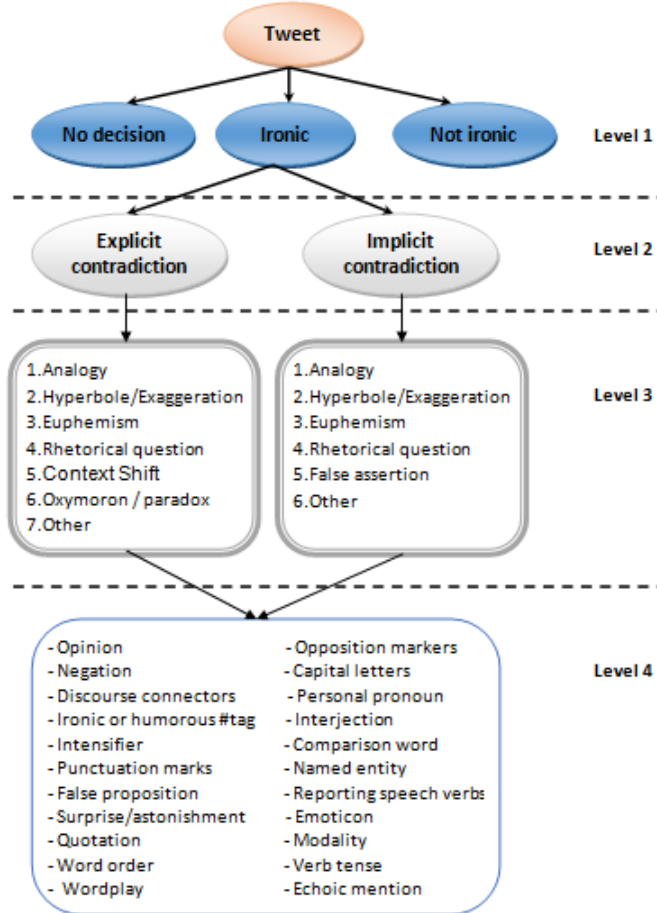 Tweet
No decision
Ironic
Not ironic
Level 1
Explicit
contradiction
Implicit
contradiction
Level 2
1.Analogy
2.Hyperbole/Exaggeration
3.Euphemism
4.Rhetorical question
5.Context Shift
6.Oxymoron / paradox
7.Other
1.Analogy
2.Hyperbole/Exaggeration
3.Euphemism
4.Rhetorical question
5.False assertion
6.Other
Level 3
- Opinion
- Negation
- Discourse connectors
- Ironic or humorous #tag
- Intensifier
- Punctuation marks
- False proposition
- Surprise/astonishment
- Quotation
- Word order
- Wordplay
- Opposition markers
- Capital letters
- Personal pronoun
- Interjection
- Comparison word
- Named entity
- Reporting speech verbs
- Emoticon
- Modality
- Verb tense
- Echoic mention
Level 4